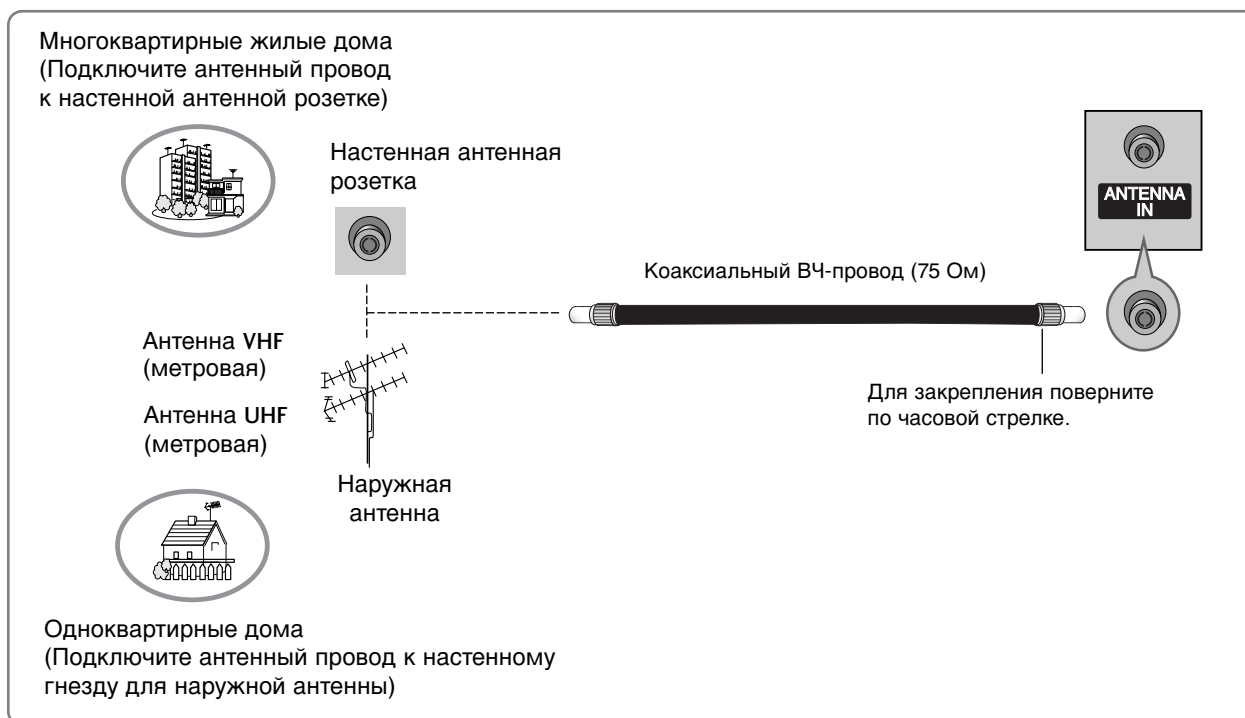 Многоквартирные жилые дома
(Подключите антенный провод
к настенной антенной розетке)
Настенная антенная
розетка
ANTENNA
IN
Коаксиальный ВЧ-провод (75 Ом)
Антенна VHF
(метровая)
Антенна UHF
(метровая)
Для закрепления поверните
по часовой стрелке.
Наружная
антенна
Одноквартирные дома
(Подключите антенный провод к настенному
гнезду для наружной антенны)